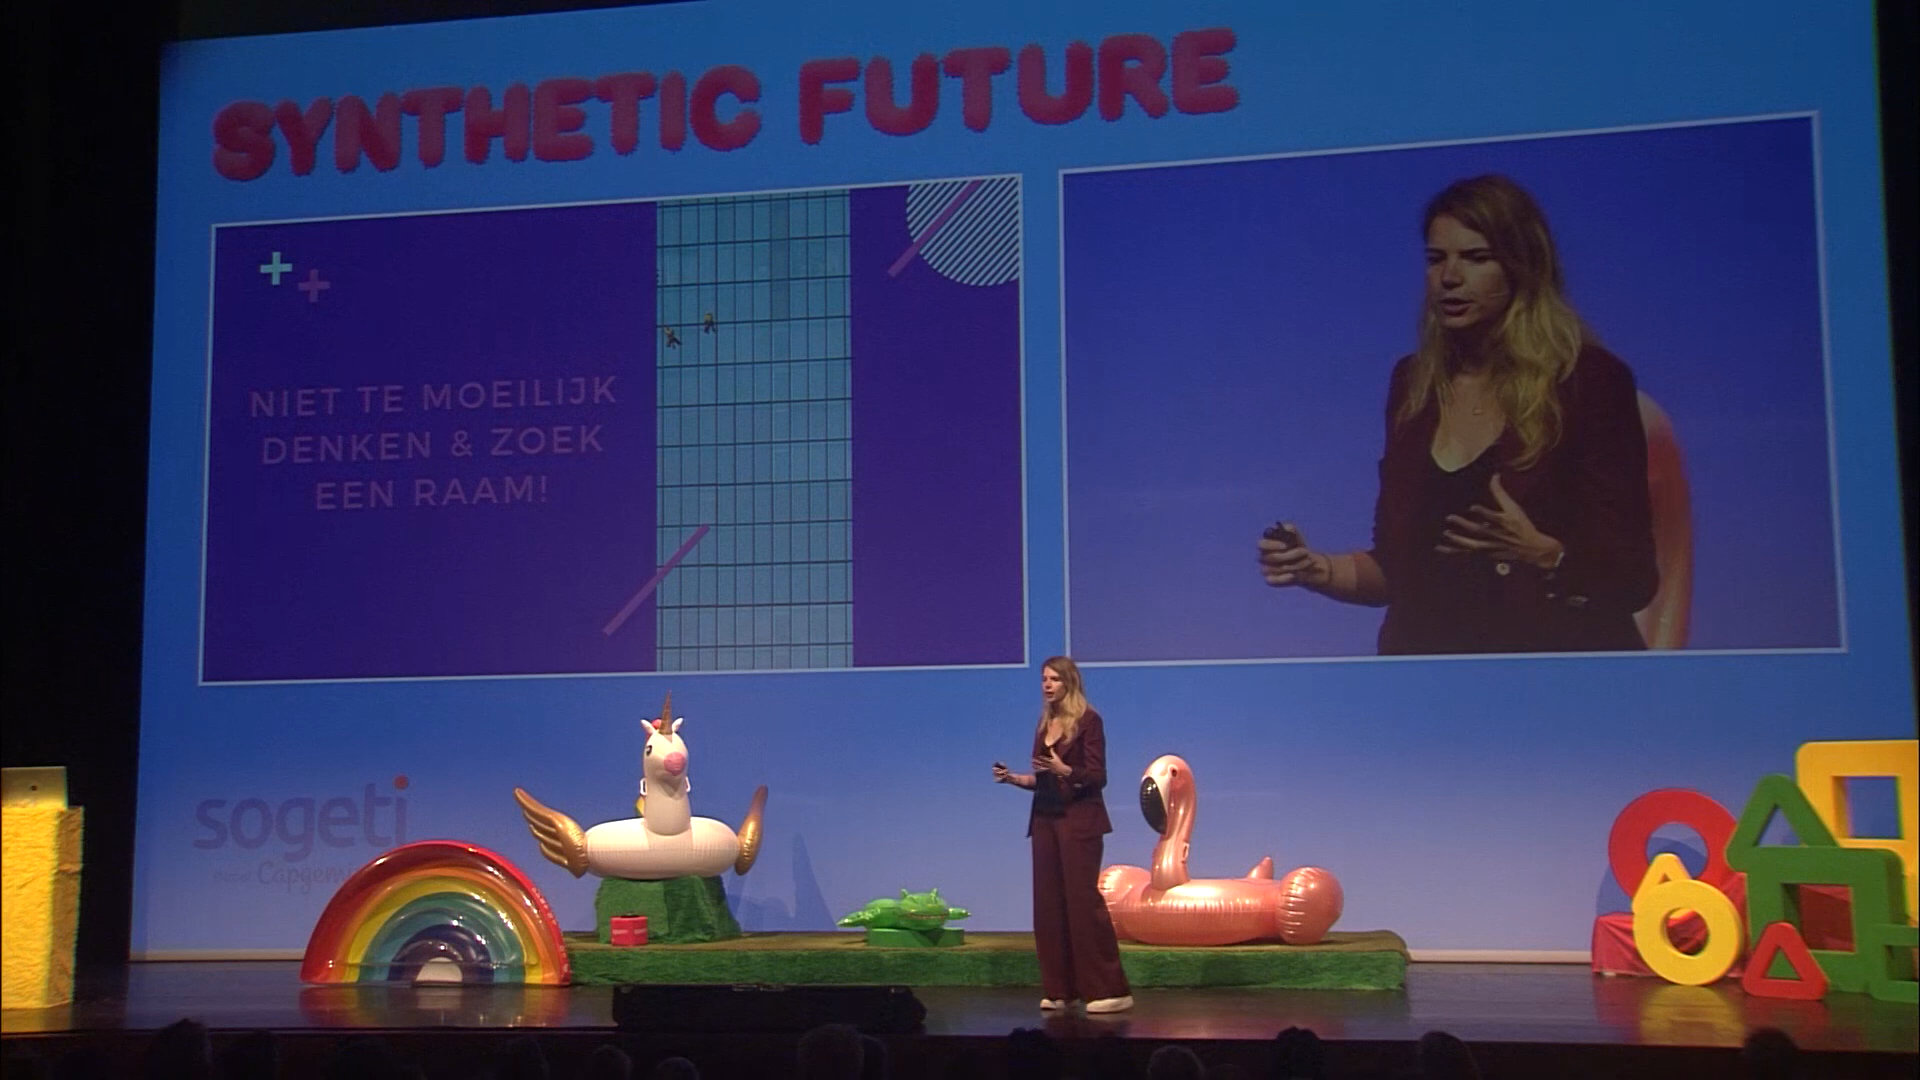 SYNTHETIC FUTURE
NIET TE MOEILIJK
DENKEN & ZOEK
EEN RAAM!
sogeti